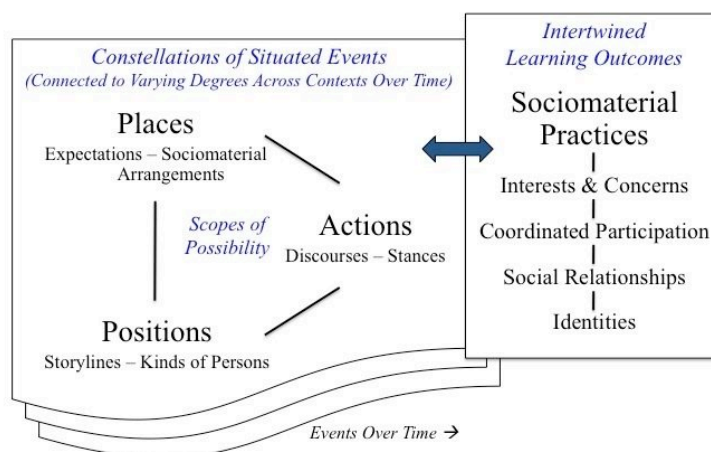 Constellations of Situated Events
(Connected to Varying Degrees Across Contexts Over Time)
Places
Expectations – Sociomaterial
Arrangements
Scopes of
Possibility
Actions
Discourses – Stances
Positions
Storylines – Kinds of Persons
Events Over Time →
Intertwined
Learning Outcomes
Sociomaterial
Practices
Interests & Concerns
Coordinated Participation
Social Relationships
Identities